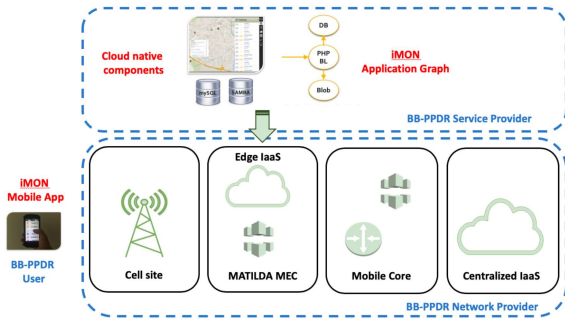 Cloud native
components
mySQL
SAMBA
DB
PHP
BL
Blob
iMON
Application Graph
BB-PPDR Service Provider
iMON
Mobile App
BB-PPDR
User
Cell site
Edge IaaS
MATILDA MEC
Mobile Core
Centralized IaaS
BB-PPDR Network Provider